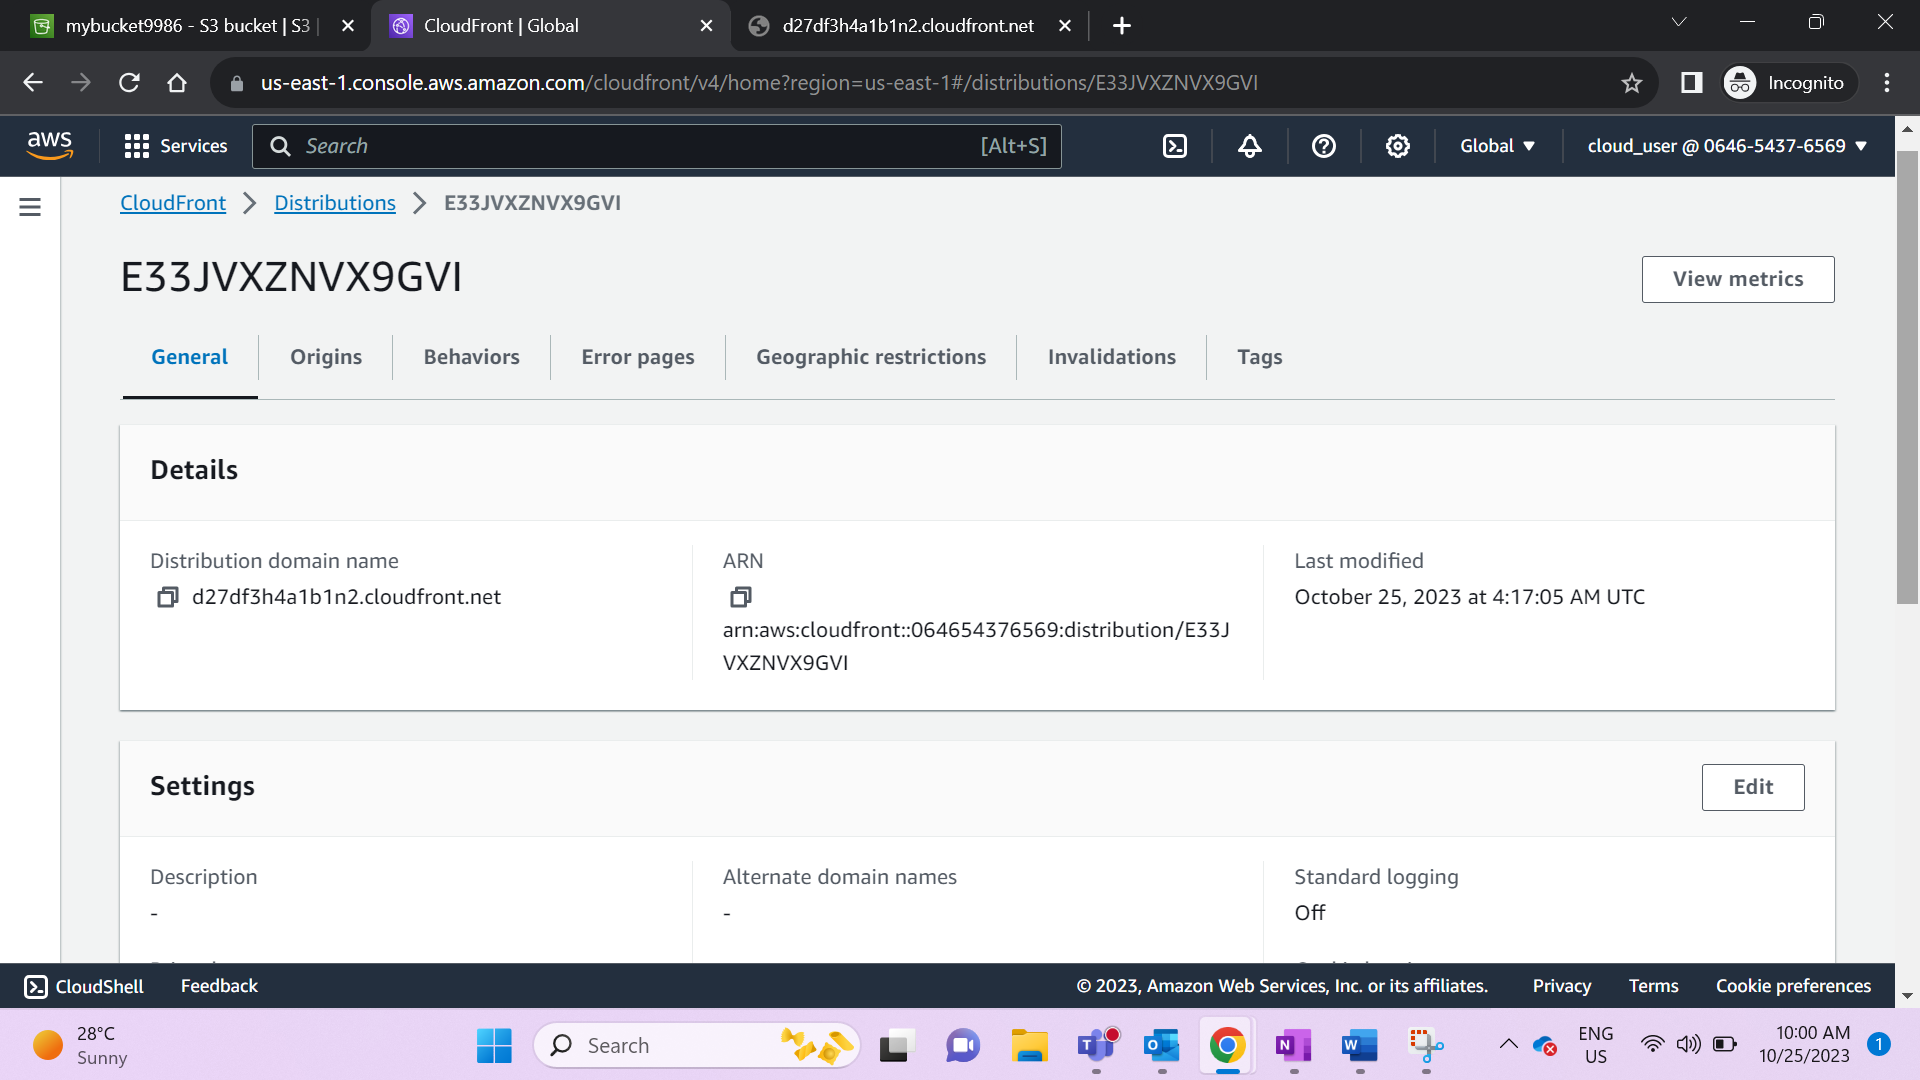 mybucket9986 - S3 bucket | S3 |
CloudFront | Global
d27df3h4a1b1n2.cloudfront.net
us-east-1.console.aws.amazon.com/cloudfront/v4/home?region=us-east-1#/distributions/E33JVXZNVX9GVI
Incognito
aws
Services
Search
[Alt+S]
Global
cloud_user @ 0646-5437-6569
CloudFront
Distributions
E33JVXZNVX9GVI
E33JVXZNVX9GVI
View metrics
General
Origins
Behaviors
Error pages
Geographic restrictions
Invalidations
Tags
Details
Distribution domain name
d27df3h4a1b1n2.cloudfront.net
ARN
arn:aws:cloudfront::064654376569:distribution/E33J
VXZNVX9GVI
Last modified
October 25, 2023 at 4:17:05 AM UTC
Settings
Edit
Description
-
Alternate domain names
-
Standard logging
Off
CloudShell
Feedback
© 2023, Amazon Web Services, Inc. or its affiliates.
Privacy
Terms
Cookie preferences
28°C
Sunny
Search
ENG
US
10:00 AM
10/25/2023
1